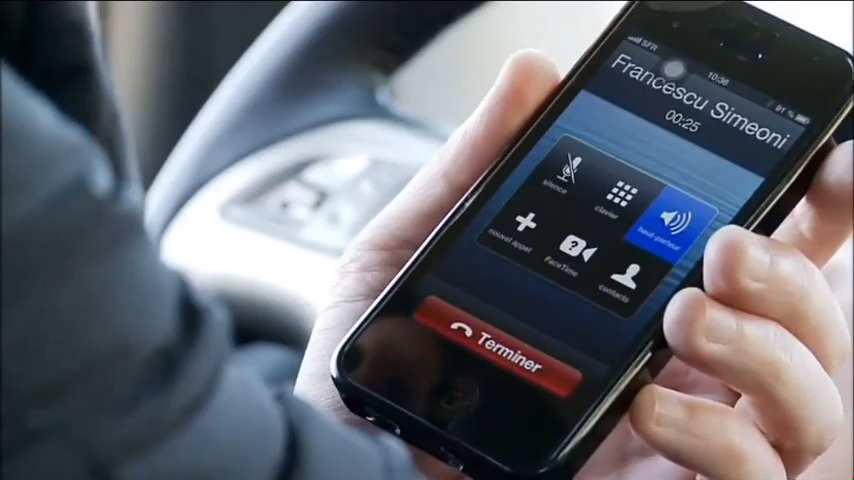 SFR 10:36 91 %
Francescu Simeoni
00:25
silence clavier haut-parleur
nouvel appel FaceTime contacts
Terminer